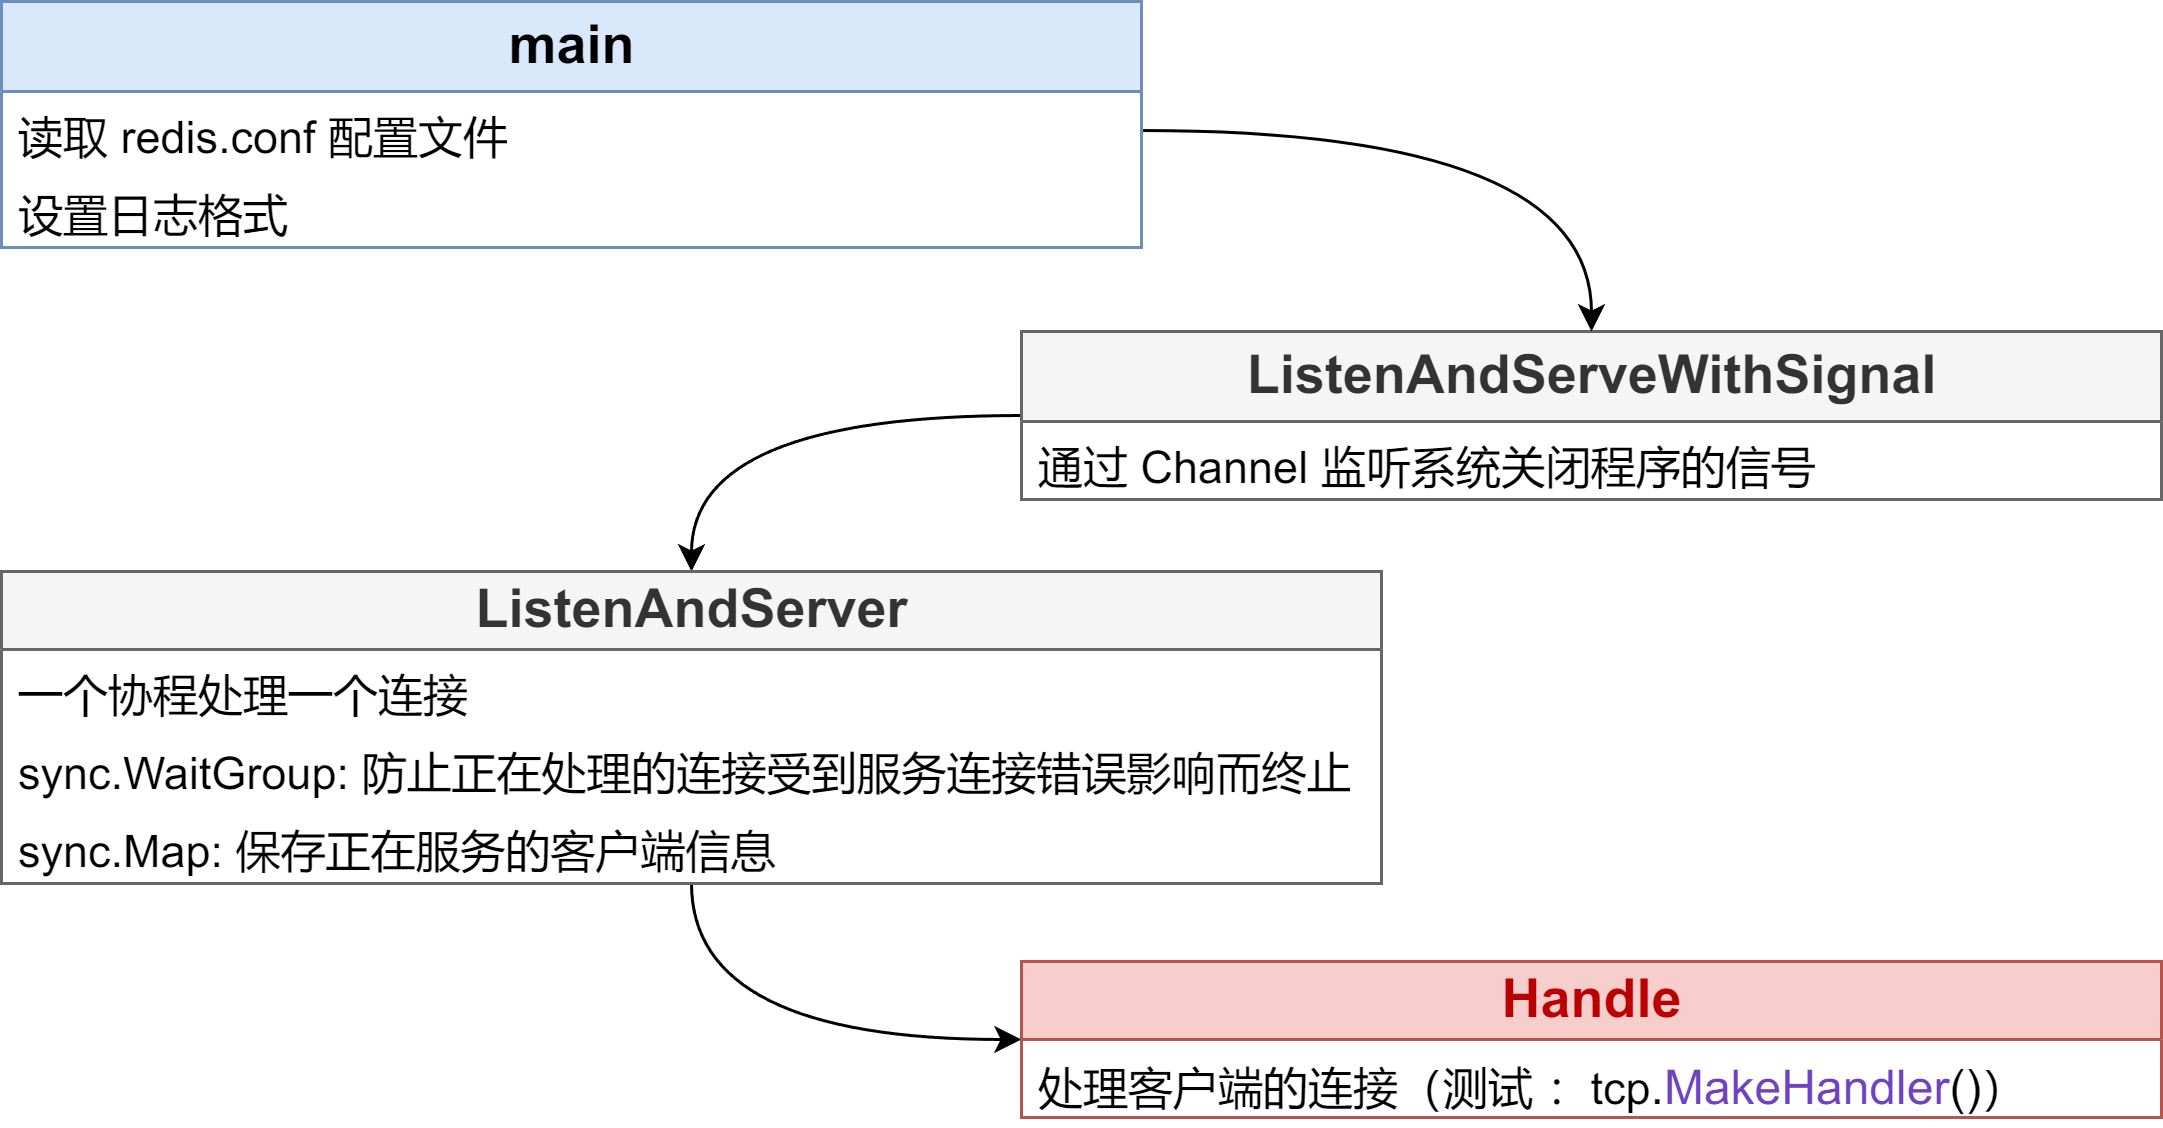 main
读取 redis.conf 配置文件
设置日志格式
ListenAndServeWithSignal
通过 Channel 监听系统关闭程序的信号
ListenAndServer
一个协程处理一个连接
sync.WaitGroup: 防止正在处理的连接受到服务连接错误影响而终止
sync.Map: 保存正在服务的客户端信息
Handle
处理客户端的连接（测试：tcp.MakeHandler()）